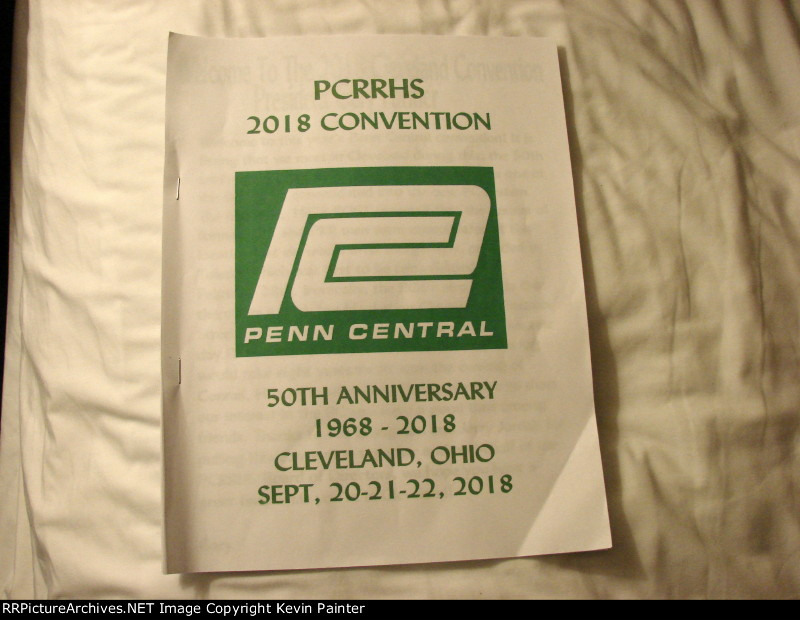 PCRRHS
2018 CONVENTION
PENN CENTRAL
50TH ANNIVERSARY
1968 - 2018
CLEVELAND, OHIO
SEPT, 20-21-22, 2018
RRPictureArchives.NET Image Copyright Kevin Painter